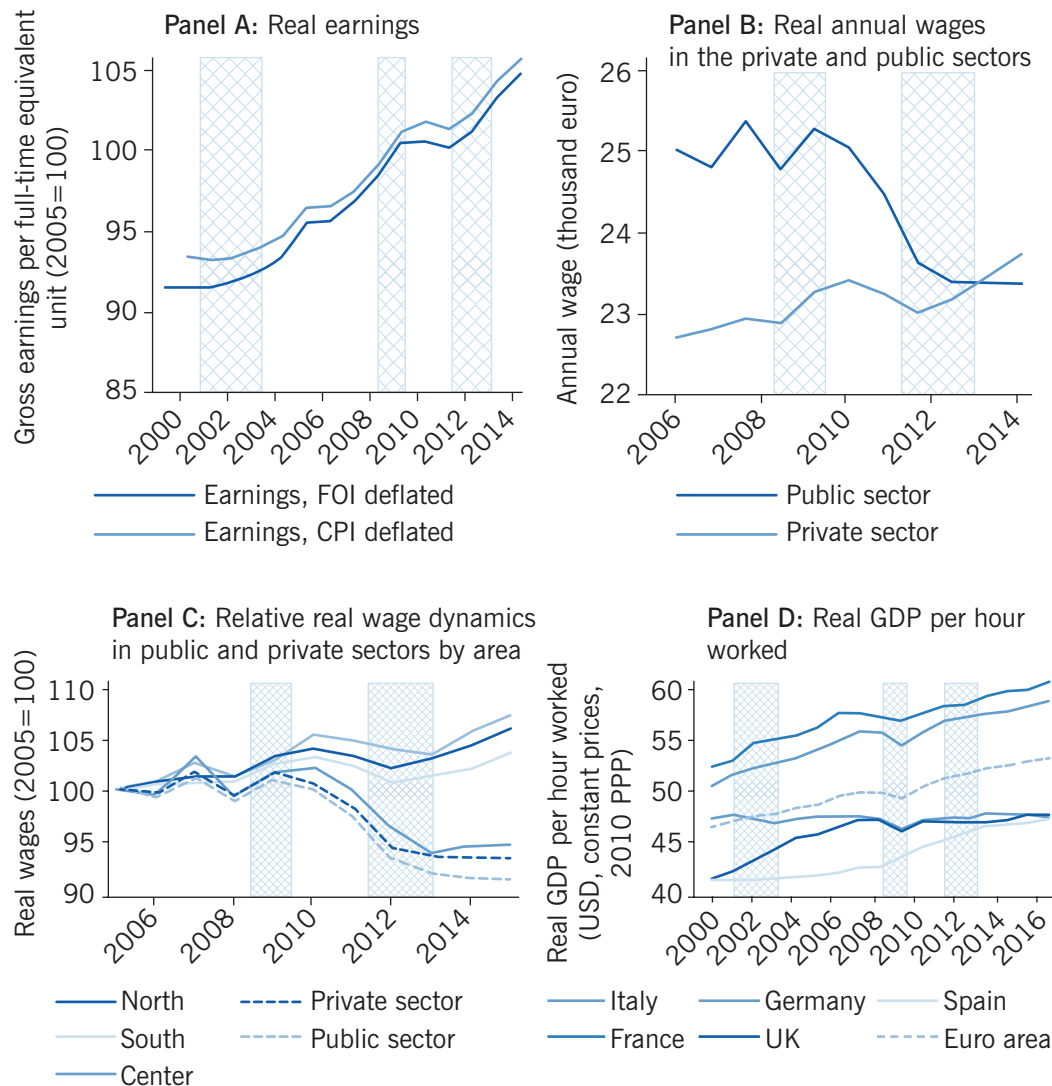 Panel A: Real earnings
Gross earnings per full-time equivalent
unit (2005=100)
105
100
95
90
85
2000
2002
2004
2006
2008
2010
2012
2014
Earnings, FOI deflated
Earnings, CPI deflated
Panel B: Real annual wages
in the private and public sectors
Annual wage (thousand euro)
26
25
24
23
22
2006
2008
2010
2012
2014
Public sector
Private sector
Panel C: Relative real wage dynamics
in public and private sectors by area
Real wages (2005=100)
110
105
100
95
90
2006
2008
2010
2012
2014
North
South
Center
Private sector
Public sector
Panel D: Real GDP per hour
worked
Real GDP per hour worked
(USD, constant prices,
2010 PPP)
60
55
50
45
40
2000
2002
2004
2006
2008
2010
2012
2014
2016
Italy
Germany
Spain
France
UK
Euro area